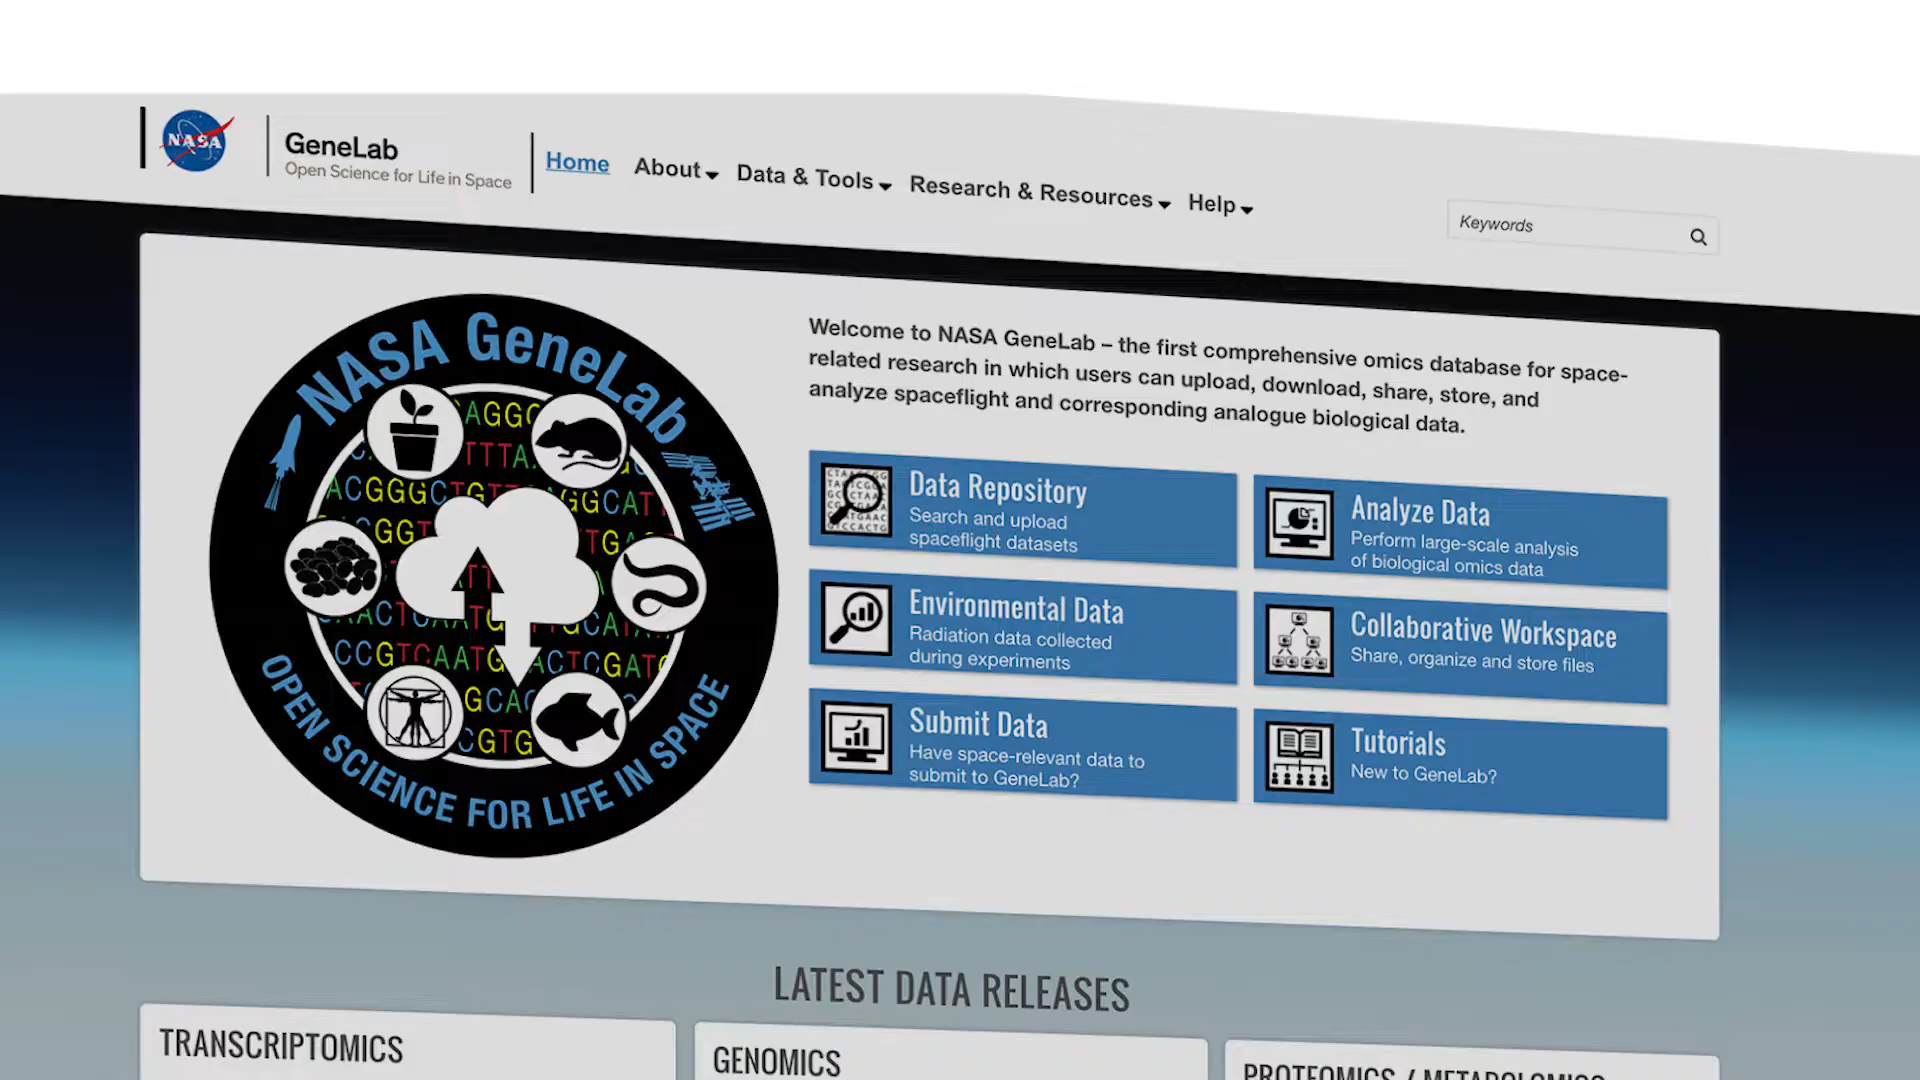 NASA
GeneLab
Open Science for Life in Space
Home
About
Data & Tools
Research & Resources
Help
Keywords
NASA GeneLab
OPEN SCIENCE FOR LIFE IN SPACE
Welcome to NASA GeneLab – the first comprehensive omics database for space-
related research in which users can upload, download, share, store, and
analyze spaceflight and corresponding analogue biological data.
Data Repository
Search and upload
spaceflight datasets
Analyze Data
Perform large-scale analysis
of biological omics data
Environmental Data
Radiation data collected
during experiments
Collaborative Workspace
Share, organize and store files
Submit Data
Have space-relevant data to
submit to GeneLab?
Tutorials
New to GeneLab?
LATEST DATA RELEASES
TRANSCRIPTOMICS
GENOMICS
PROTEOMICS / METABOLOMICS